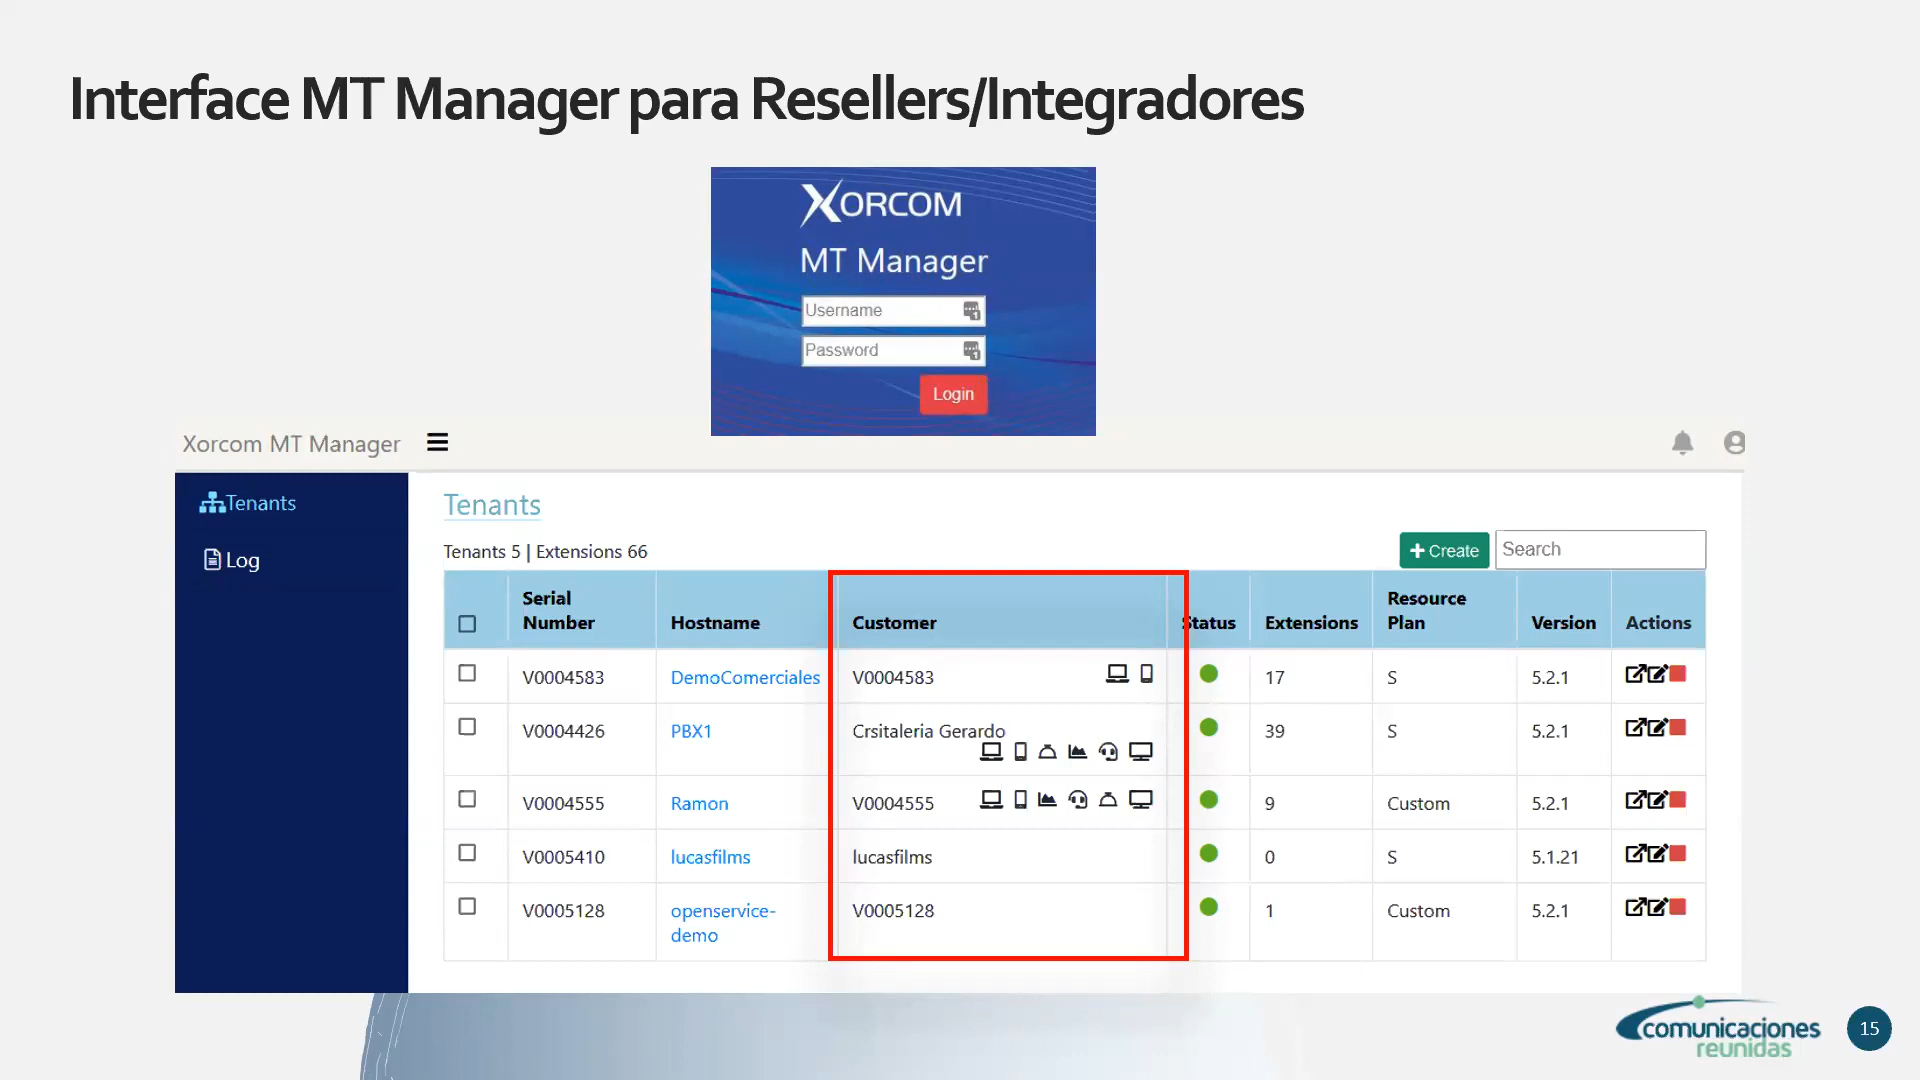 Interface MT Manager para Resellers/Integradores
XORCOM
MT Manager
Username
Password
Login
Xorcom MT Manager
Tenants
Log
Tenants
Tenants 5 | Extensions 66
Create
Search
Serial Number Hostname Customer Status Extensions Resource Plan Version Actions
V0004583 DemoComerciales V0004583 17 S 5.2.1
V0004426 PBX1 Crsitaleria Gerardo 39 S 5.2.1
V0004555 Ramon V0004555 9 Custom 5.2.1
V0005410 lucasfilms lucasfilms 0 S 5.1.21
V0005128 openservice-demo V0005128 1 Custom 5.2.1
comunicaciones
reunidas
15